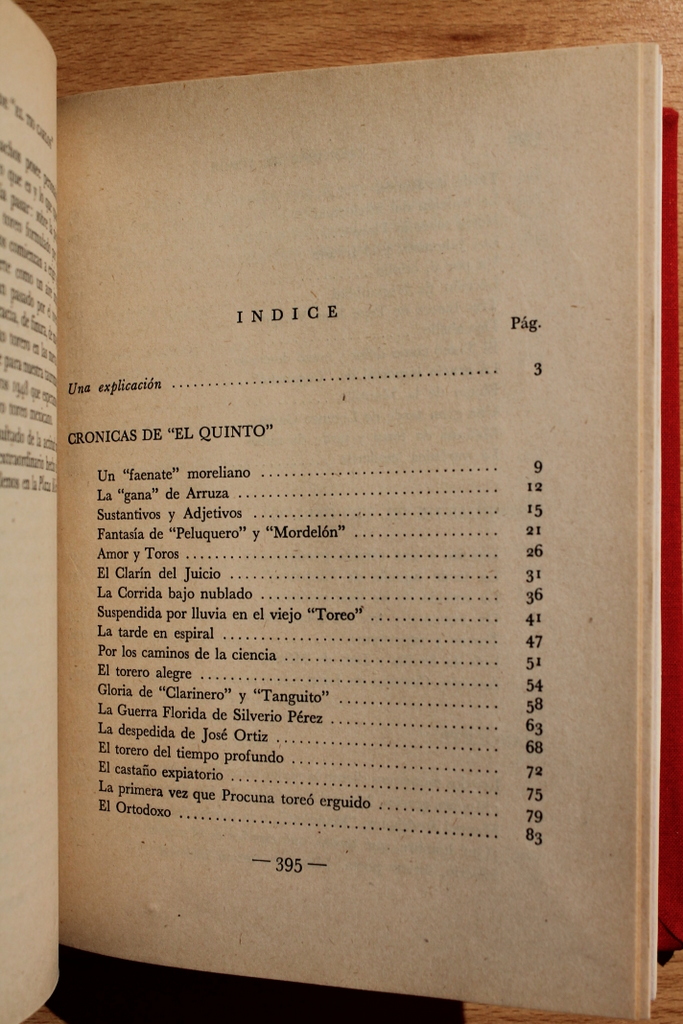 INDICE
Pág.
Una explicación ........ 3
CRONICAS DE "EL QUINTO"
Un "faenate" moreliano ........ 9
La "gana" de Arruza ........ 12
Sustantivos y Adjetivos ........ 15
Fantasía de "Peluquero" y "Mordelón" ........ 21
Amor y Toros ........ 26
El Clarín del Juicio ........ 31
La Corrida bajo nublado ........ 36
Suspendida por lluvia en el viejo "Toreo" ........ 41
La tarde en espiral ........ 47
Por los caminos de la ciencia ........ 51
El torero alegre ........ 54
Gloria de "Clarinero" y "Tanguito" ........ 58
La Guerra Florida de Silverio Pérez ........ 63
La despedida de José Ortiz ........ 68
El torero del tiempo profundo ........ 72
El castaño expiatorio ........ 75
La primera vez que Procuna toreó erguido ........ 79
El Ortodoxo ........ 83
— 395 —